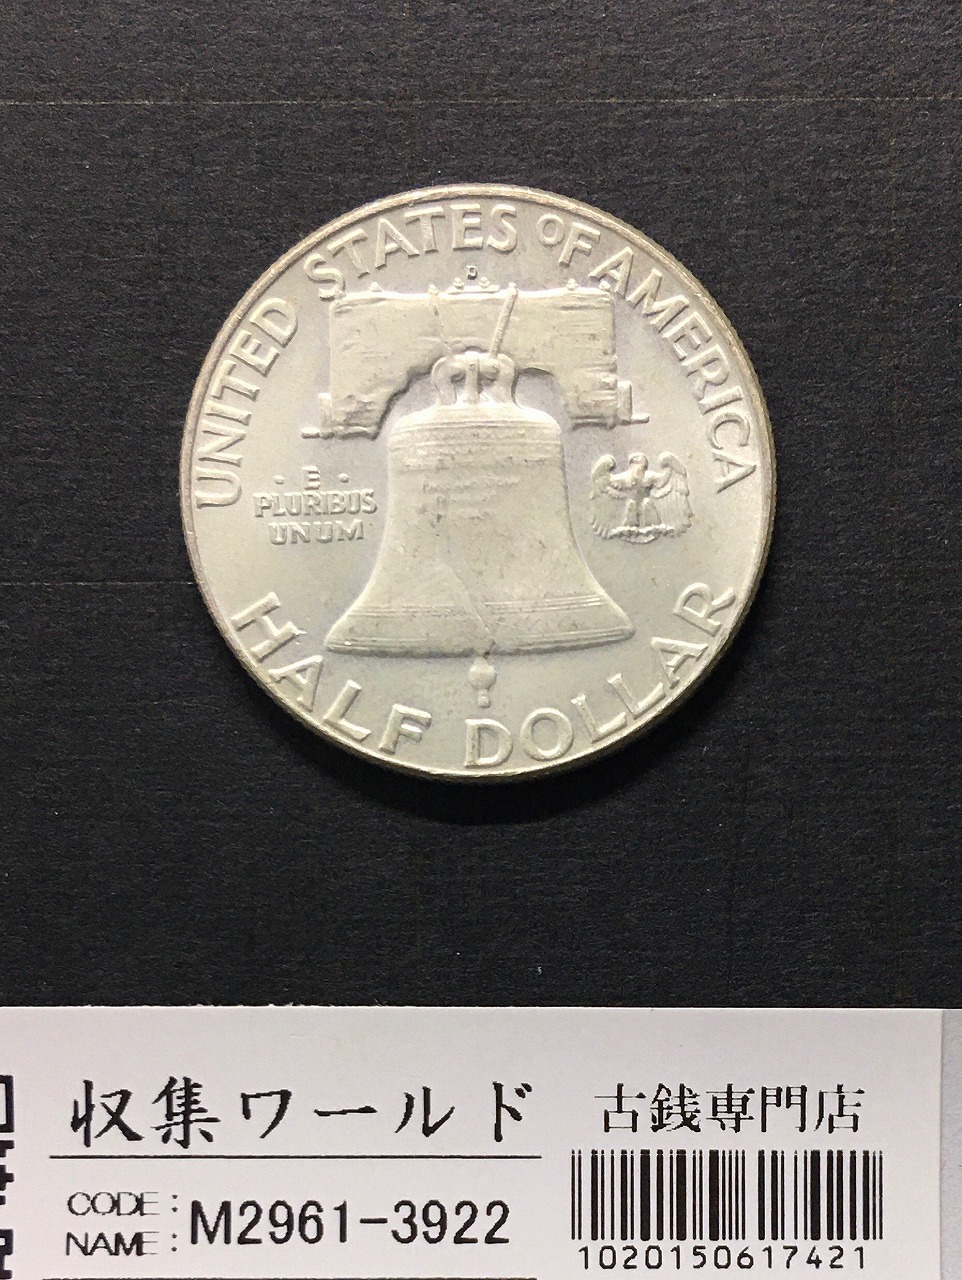 UNITED STATES OF AMERICA
D
· E ·
PLURIBUS
UNUM
HALF DOLLAR
収集ワールド
古銭専門店
CODE:
NAME:
M2961-3922
1020150617421